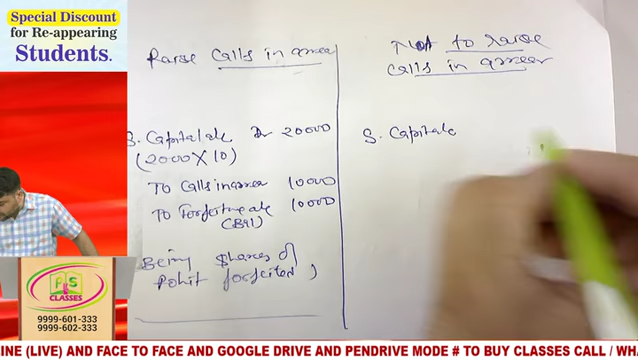 Special Discount
for Re-appearing
Students.
Raise Calls in arrear
S. Capital a/c Dr 20000
(2000 X 10)
To Calls in arrear 10000
To Forfeiture a/c 10000
(Bal)
Being shares of
Rohit forfeited)
Not to raise
calls in arrear
S. Capital c
PS
CLASSES
9999-601-333
9999-602-333
INE (LIVE) AND FACE TO FACE AND GOOGLE DRIVE AND PENDRIVE MODE # TO BUY CLASSES CALL / WHA